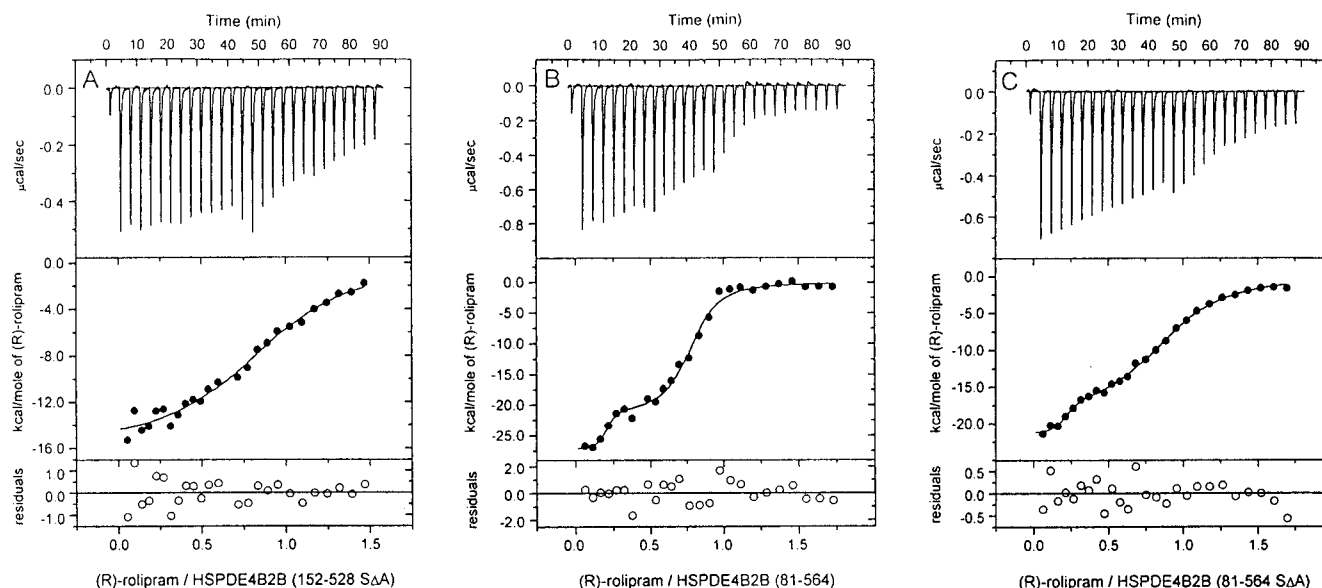 Time (min)
0 10 20 30 40 50 60 70 80 90
A
0.0
-0.2
-0.4
μcal/sec
0.0
-4.0
-8.0
-12.0
-16.0
kcal/mole of (R)-rolipram
1.0
0.0
-1.0
residuals
0.0 0.5 1.0 1.5
(R)-rolipram / HSPDE4B2B (152-528 SΔA)
Time (min)
0 10 20 30 40 50 60 70 80 90
B
0.0
-0.2
-0.4
-0.6
-0.8
μcal/sec
0.0
-5.0
-10.0
-15.0
-20.0
-25.0
kcal/mole of (R)-rolipram
2.0
0.0
-2.0
residuals
0.0 0.5 1.0 1.5
(R)-rolipram / HSPDE4B2B (81-564)
Time (min)
0 10 20 30 40 50 60 70 80 90
C
0.0
-0.2
-0.4
-0.6
μcal/sec
0.0
-5.0
-10.0
-15.0
-20.0
kcal/mole of (R)-rolipram
0.5
0.0
-0.5
residuals
0.0 0.5 1.0 1.5
(R)-rolipram / HSPDE4B2B (81-564 SΔA)